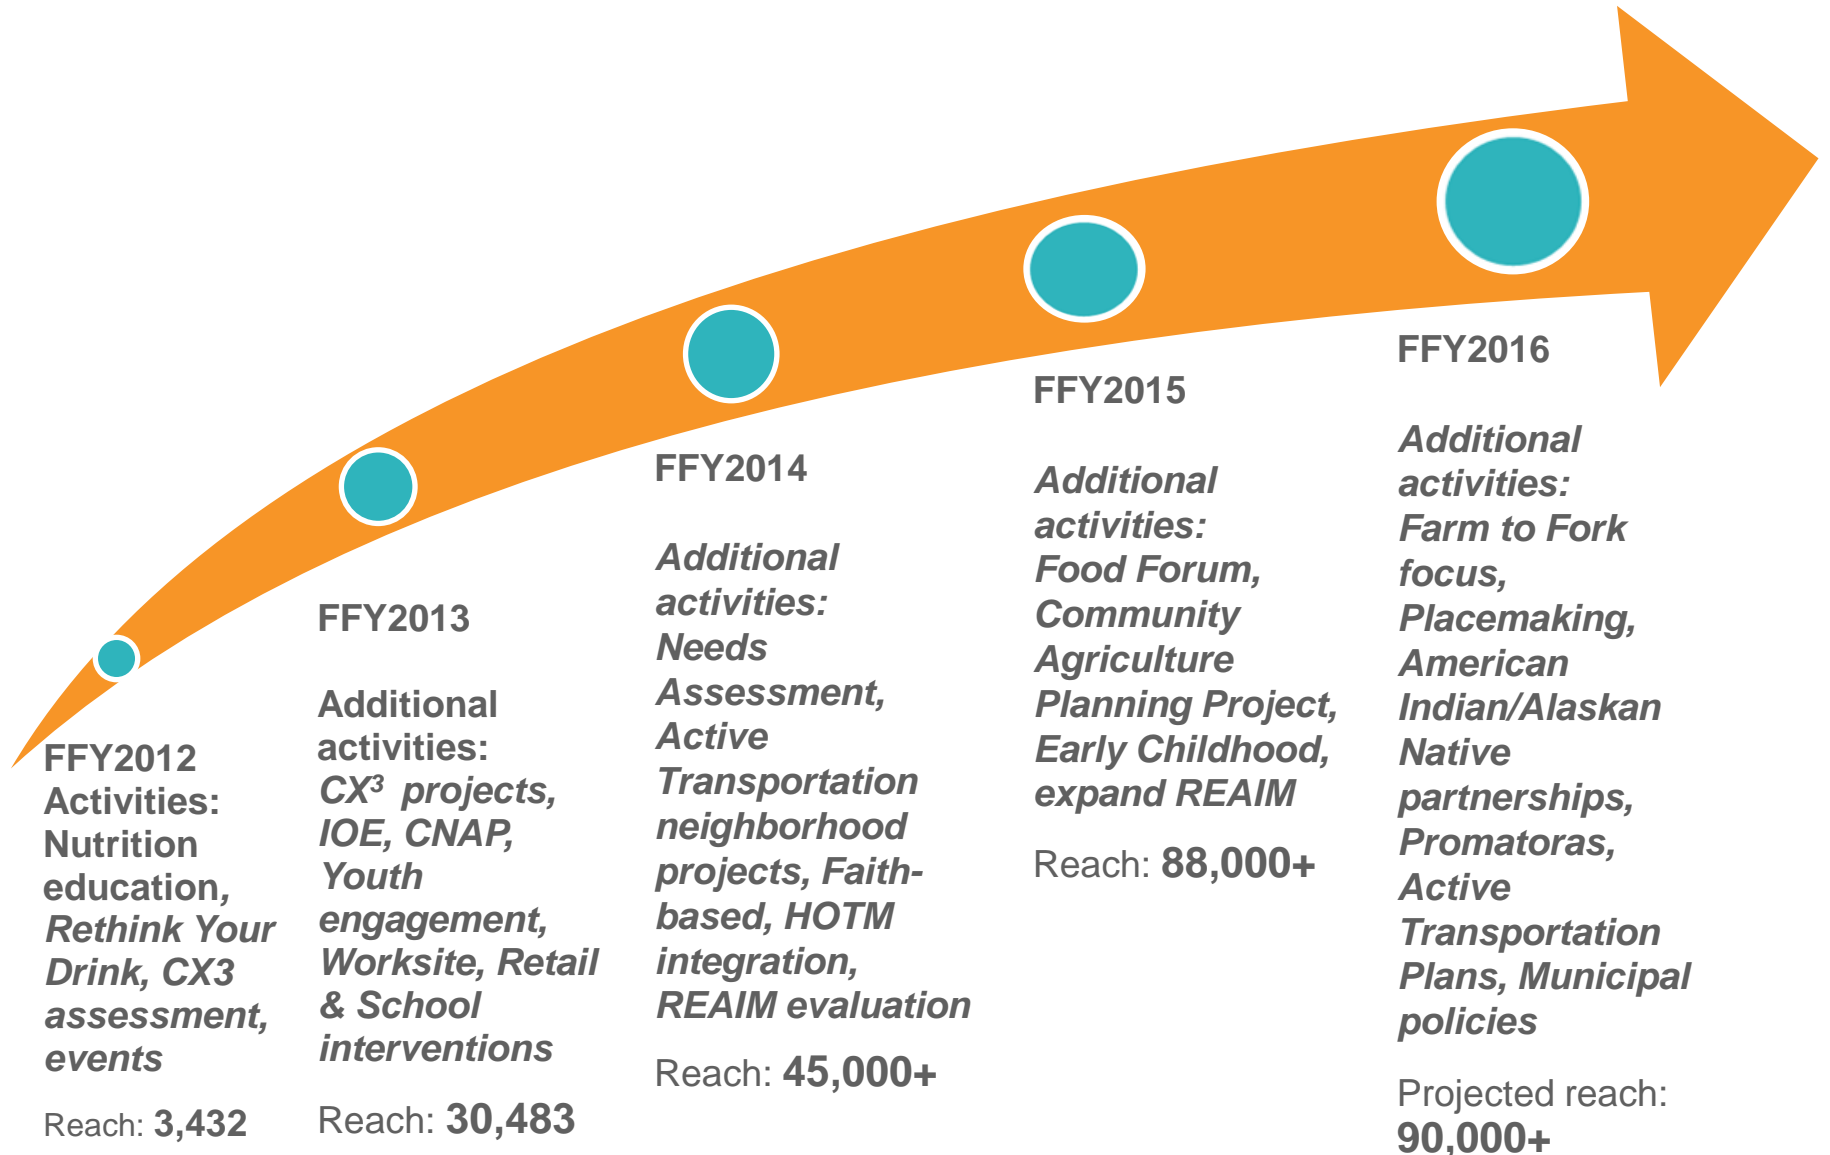 FFY2012
Activities:
Nutrition
education,
Rethink Your
Drink, CX3
assessment,
events
Reach: 3,432
FFY2013
Additional
activities:
CX³ projects,
IOE, CNAP,
Youth
engagement,
Worksite, Retail
& School
interventions
Reach: 30,483
FFY2014
Additional
activities:
Needs
Assessment,
Active
Transportation
neighborhood
projects, Faith-
based, HOTM
integration,
REAIM evaluation
Reach: 45,000+
FFY2015
Additional
activities:
Food Forum,
Community
Agriculture
Planning Project,
Early Childhood,
expand REAIM
Reach: 88,000+
FFY2016
Additional
activities:
Farm to Fork
focus,
Placemaking,
American
Indian/Alaskan
Native
partnerships,
Promatoras,
Active
Transportation
Plans, Municipal
policies
Projected reach:
90,000+